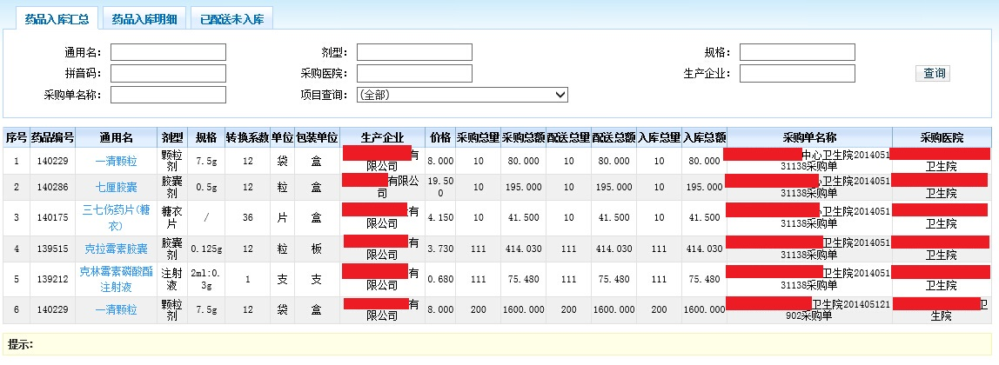 药品入库汇总 药品入库明细 已配送未入库
通用名： 剂型： 规格：
拼音码： 采购医院： 生产企业： 查询
采购单名称： 项目查询： (全部)
序号 药品编号 通用名 剂型 规格 转换系数 单位 包装单位 生产企业 价格 采购总量 采购总额 配送总量 配送总额 入库总量 入库总额 采购单名称 采购医院
1 140229 一清颗粒 颗粒剂 7.5g 12 袋 盒 有限公司 8.000 10 80.000 10 80.000 10 80.000 中心卫生院20140513​1138采购单 卫生院
2 140286 七厘胶囊 胶囊剂 0.5g 12 粒 盒 有限公司 19.500 10 195.000 10 195.000 10 195.000 卫生院20140513​1138采购单 卫生院
3 140175 三七伤药片(糖衣) 糖衣片 / 36 片 盒 有限公司 4.150 10 41.500 10 41.500 10 41.500 卫生院20140513​1138采购单 卫生院
4 139515 克拉霉素胶囊 胶囊剂 0.125g 12 粒 板 有限公司 3.730 111 414.030 111 414.030 111 414.030 卫生院20140513​1138采购单 卫生院
5 139212 克林霉素磷酸酯注射液 注射液 2ml:0.3g 1 支 支 有限公司 0.680 111 75.480 111 75.480 111 75.480 卫生院20140513​1138采购单 卫生院
6 140229 一清颗粒 颗粒剂 7.5g 12 袋 盒 有限公司 8.000 200 1600.000 200 1600.000 200 1600.000 卫生院201405121902采购单 卫生院
提示：